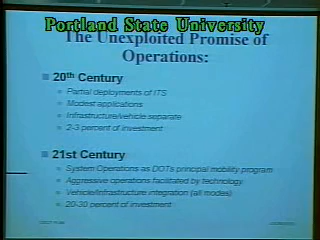 Portland State University
The Unexploited Promise of
Operations:
20th Century
Partial deployments of ITS
Modest applications
Infrastructure/vehicle separate
2-3 percent of investment
21st Century
System Operations as DOTs principal mobility program
Aggressive operations facilitated by technology
Vehicle/Infrastructure integration (all modes)
20-30 percent of investment